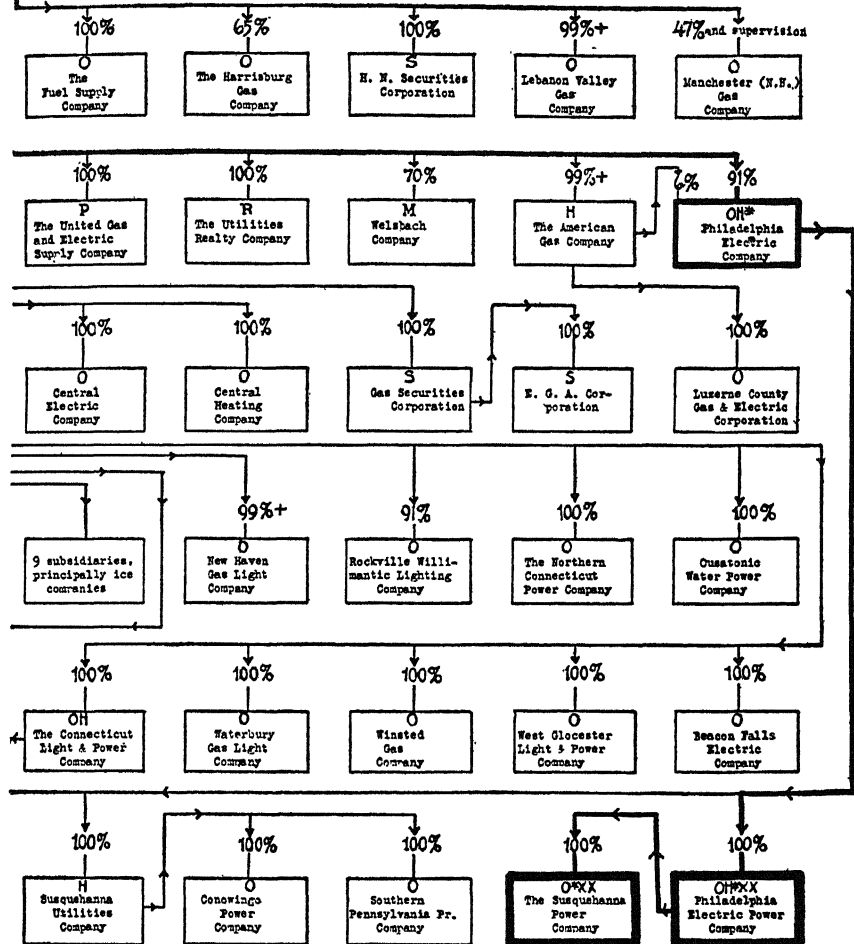 100% 65% 100% 99%+ 47% and supervision
O
The
Fuel Supply
Company
O
The Harrisburg
Gas
Company
S
H. N. Securities
Corporation
O
Lebanon Valley
Gas
Company
O
Manchester (N.H.)
Gas
Company
100% 100% 70% 99%+ 6% 91%
P
The United Gas
and Electric
Supply Company
R
The Utilities
Realty Company
M
Welsbach
Company
H
The American
Gas Company
OH*
Philadelphia
Electric
Company
100% 100% 100% 100% 100%
O
Central
Electric
Company
O
Central
Heating
Company
S
Gas Securities
Corporation
S
E. G. A. Cor-
poration
O
Luzerne County
Gas & Electric
Corporation
99%+ 91% 100% 100%
9 subsidiaries,
principally ice
companies
O
New Haven
Gas Light
Company
O
Rockville Willi-
mantic Lighting
Company
O
The Northern
Connecticut
Power Company
O
Ousatonic
Water Power
Company
100% 100% 100% 100% 100%
OH
The Connecticut
Light & Power
Company
O
Waterbury
Gas Light
Company
O
Winsted
Gas
Company
O
West Glocester
Light & Power
Company
O
Beacon Falls
Electric
Company
100% 100% 100% 100% 100%
H
Susquehanna
Utilities
Company
O
Conowingo
Power
Company
O
Southern
Pennsylvania Pr.
Company
O*XX
The Susquehanna
Power
Company
OH*XX
Philadelphia
Electric Power
Company